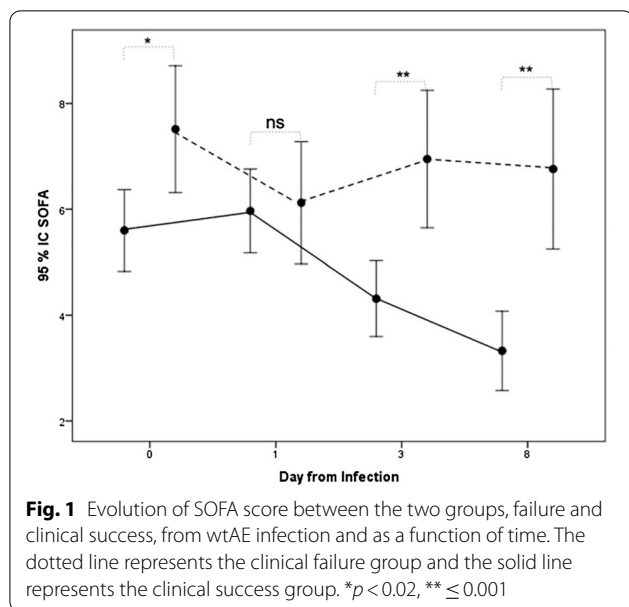 *
ns
**
**
8
6
4
2
95 % IC SOFA
0 1 3 8
Day from Infection
Fig. 1 Evolution of SOFA score between the two groups, failure and
clinical success, from wtAE infection and as a function of time. The
dotted line represents the clinical failure group and the solid line
represents the clinical success group. *p < 0.02, ** ≤ 0.001